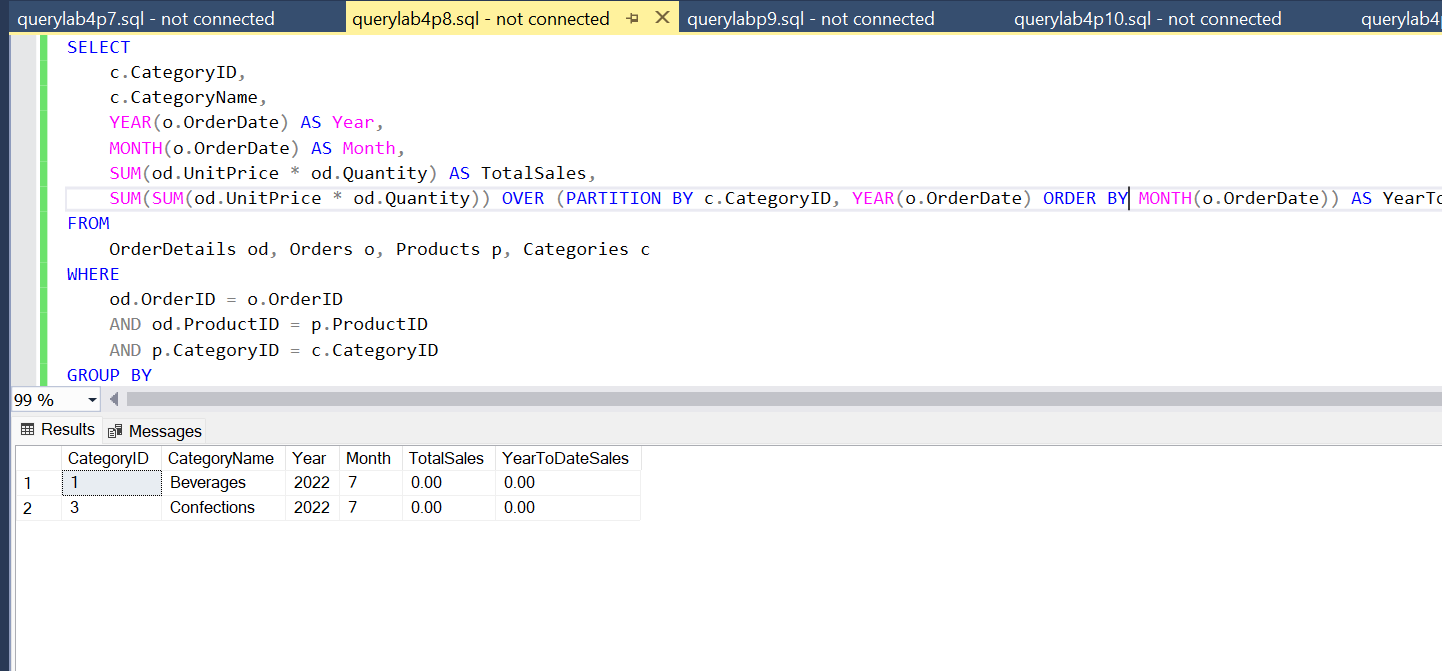 querylab4p7.sql - not connected querylab4p8.sql - not connected querylabp9.sql - not connected querylab4p10.sql - not connected querylab4
SELECT
c.CategoryID,
c.CategoryName,
YEAR(o.OrderDate) AS Year,
MONTH(o.OrderDate) AS Month,
SUM(od.UnitPrice * od.Quantity) AS TotalSales,
SUM(SUM(od.UnitPrice * od.Quantity)) OVER (PARTITION BY c.CategoryID, YEAR(o.OrderDate) ORDER BY MONTH(o.OrderDate)) AS YearTo
FROM
OrderDetails od, Orders o, Products p, Categories c
WHERE
od.OrderID = o.OrderID
AND od.ProductID = p.ProductID
AND p.CategoryID = c.CategoryID
GROUP BY
99 %
Results Messages
CategoryID CategoryName Year Month TotalSales YearToDateSales
1 1 Beverages 2022 7 0.00 0.00
2 3 Confections 2022 7 0.00 0.00